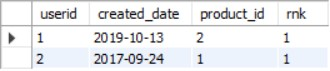 userid created_date product_id rnk
1 2019-10-13 2 1
2 2017-09-24 1 1